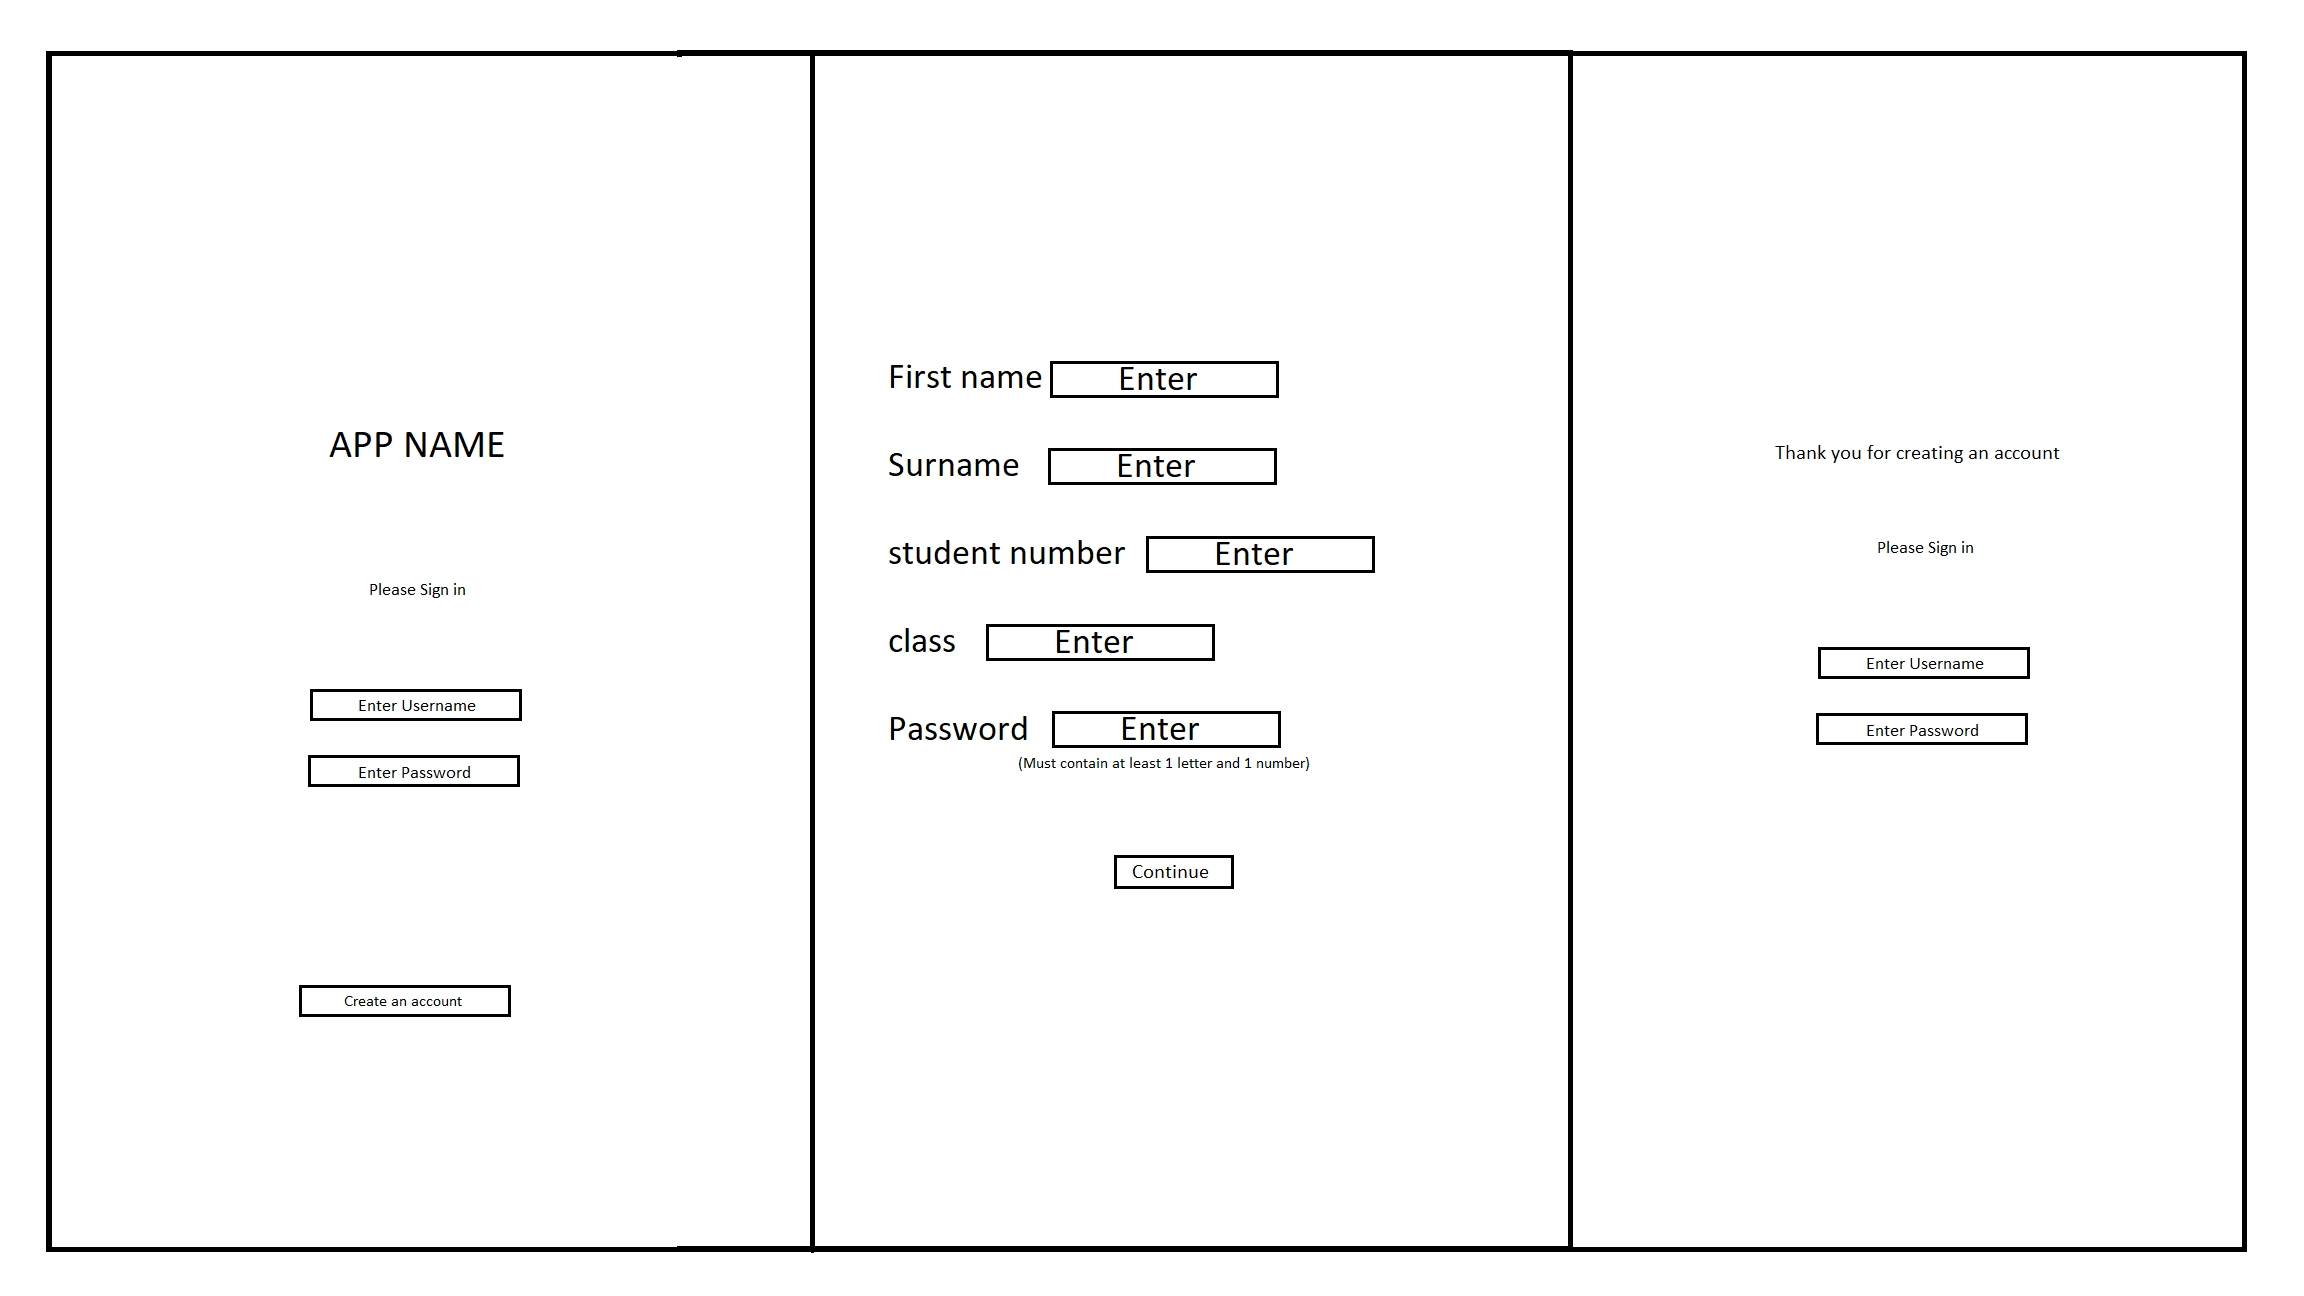 APP NAME
Please Sign in
Enter Username
Enter Password
Create an account
First name Enter
Surname Enter
student number Enter
class Enter
Password Enter
(Must contain at least 1 letter and 1 number)
Continue
Thank you for creating an account
Please Sign in
Enter Username
Enter Password